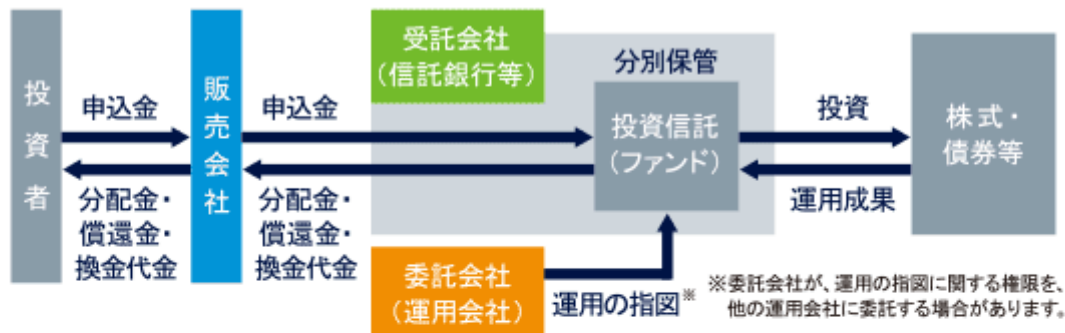 投資者
申込金
分配金・
償還金・
換金代金
販売会社
申込金
分配金・
償還金・
換金代金
受託会社
（信託銀行等）
分別保管
投資信託
（ファンド）
委託会社
（運用会社）
運用の指図※
投資
運用成果
株式・
債券等
※委託会社が、運用の指図に関する権限を、
他の運用会社に委託する場合があります。